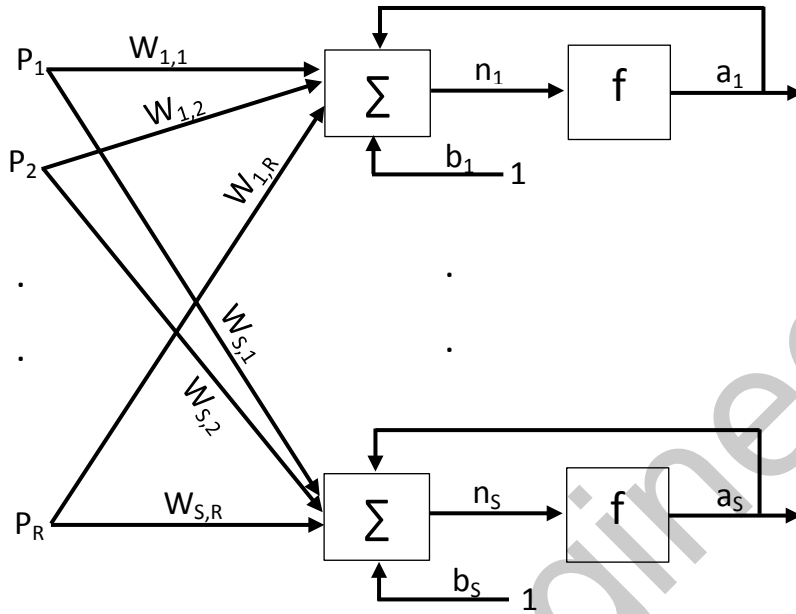 P1 W1,1 Σ n1 f a1
W1,2
P2 W1,R b1 1
.
.
WS,1
WS,2
PR WS,R Σ nS f aS
bS 1